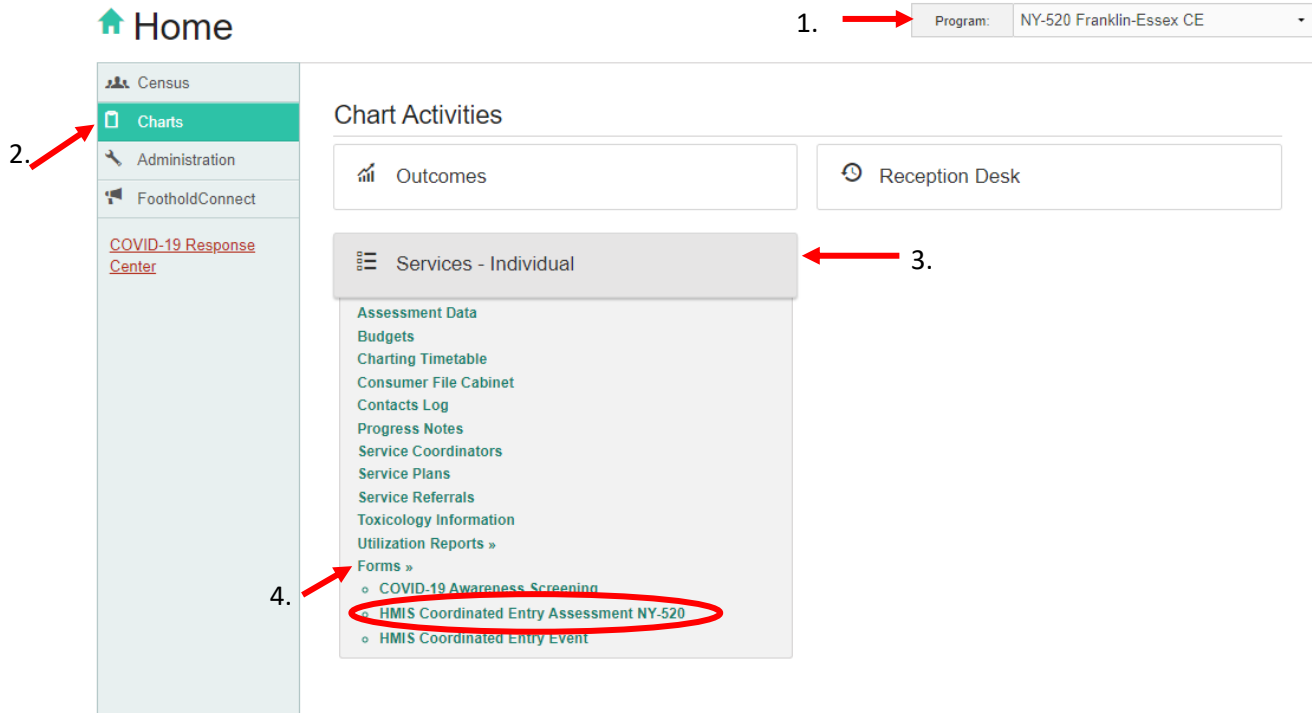 Home
1.
Program:
NY-520 Franklin-Essex CE
Census
Charts
2.
Administration
FootholdConnect
COVID-19 Response
Center
Chart Activities
Outcomes
Reception Desk
Services - Individual
3.
Assessment Data
Budgets
Charting Timetable
Consumer File Cabinet
Contacts Log
Progress Notes
Service Coordinators
Service Plans
Service Referrals
Toxicology Information
Utilization Reports »
Forms »
4.
COVID-19 Awareness Screening
HMIS Coordinated Entry Assessment NY-520
HMIS Coordinated Entry Event